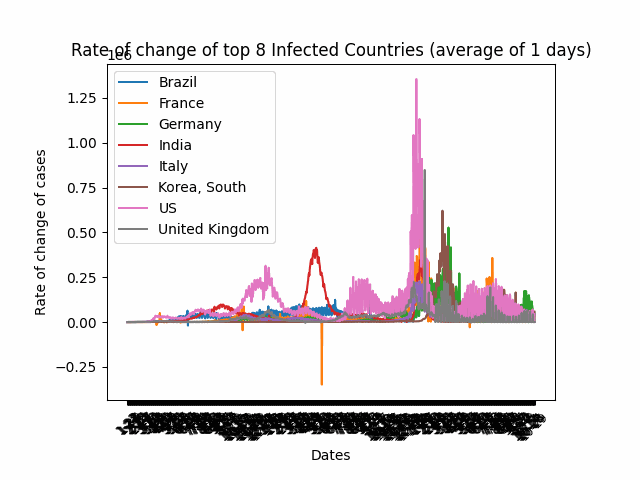 Rate of change of top 8 Infected Countries (average of 1 days)
1e6
Brazil
France
Germany
India
Italy
Korea, South
US
United Kingdom
1.25
1.00
0.75
0.50
0.25
0.00
−0.25
Rate of change of cases
Dates